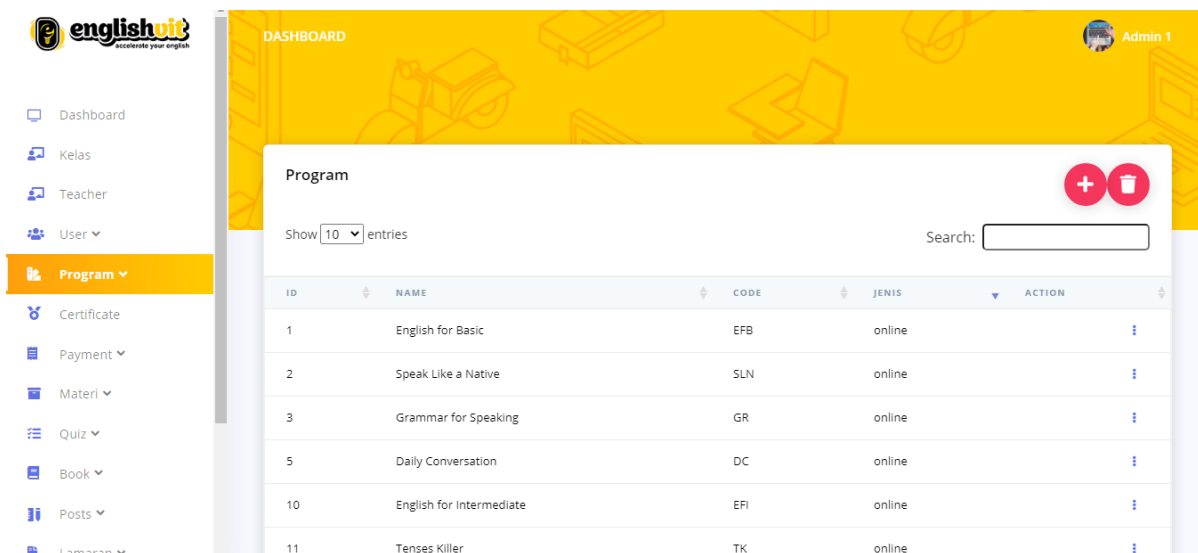 englishvit
accelerate your english
Dashboard
Kelas
Teacher
User
Program
Certificate
Payment
Materi
Quiz
Book
Posts
Lamaran
DASHBOARD
Admin 1
Program
Show 10 entries
Search:
ID NAME CODE JENIS ACTION
1 English for Basic EFB online
2 Speak Like a Native SLN online
3 Grammar for Speaking GR online
5 Daily Conversation DC online
10 English for Intermediate EFI online
11 Tenses Killer TK online